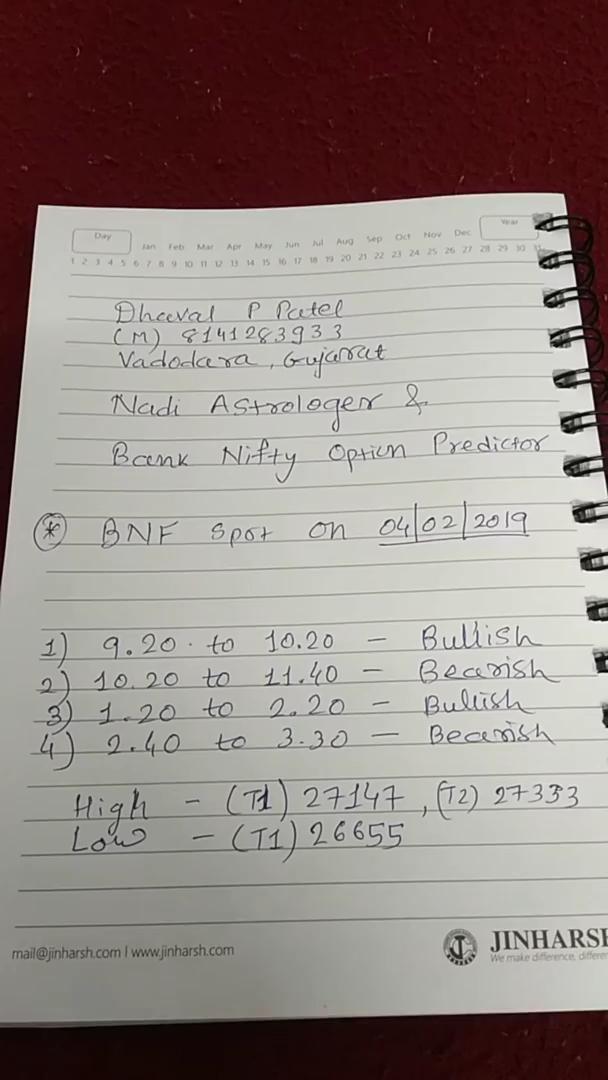 Day
Year
Jan Feb Mar Apr May Jun Jul Aug Sep Oct Nov Dec
1 2 3 4 5 6 7 8 9 10 11 12 13 14 15 16 17 18 19 20 21 22 23 24 25 26 27 28 29 30 31
Dhaval P Patel
(M) 8141283933
Vadodara, Gujarat
Nadi Astrologer &
Bank Nifty Option Predictor
* BNF Spot on 04/02/2019
1) 9.20 to 10.20 - Bullish
2) 10.20 to 11.40 - Bearish
3) 1.20 to 2.20 - Bullish
4) 2.40 to 3.30 - Bearish
High - (T1) 27147, (T2) 27333
Low - (T1) 26655
mail@jinharsh.com | www.jinharsh.com
JINHARSH
We make difference, differen